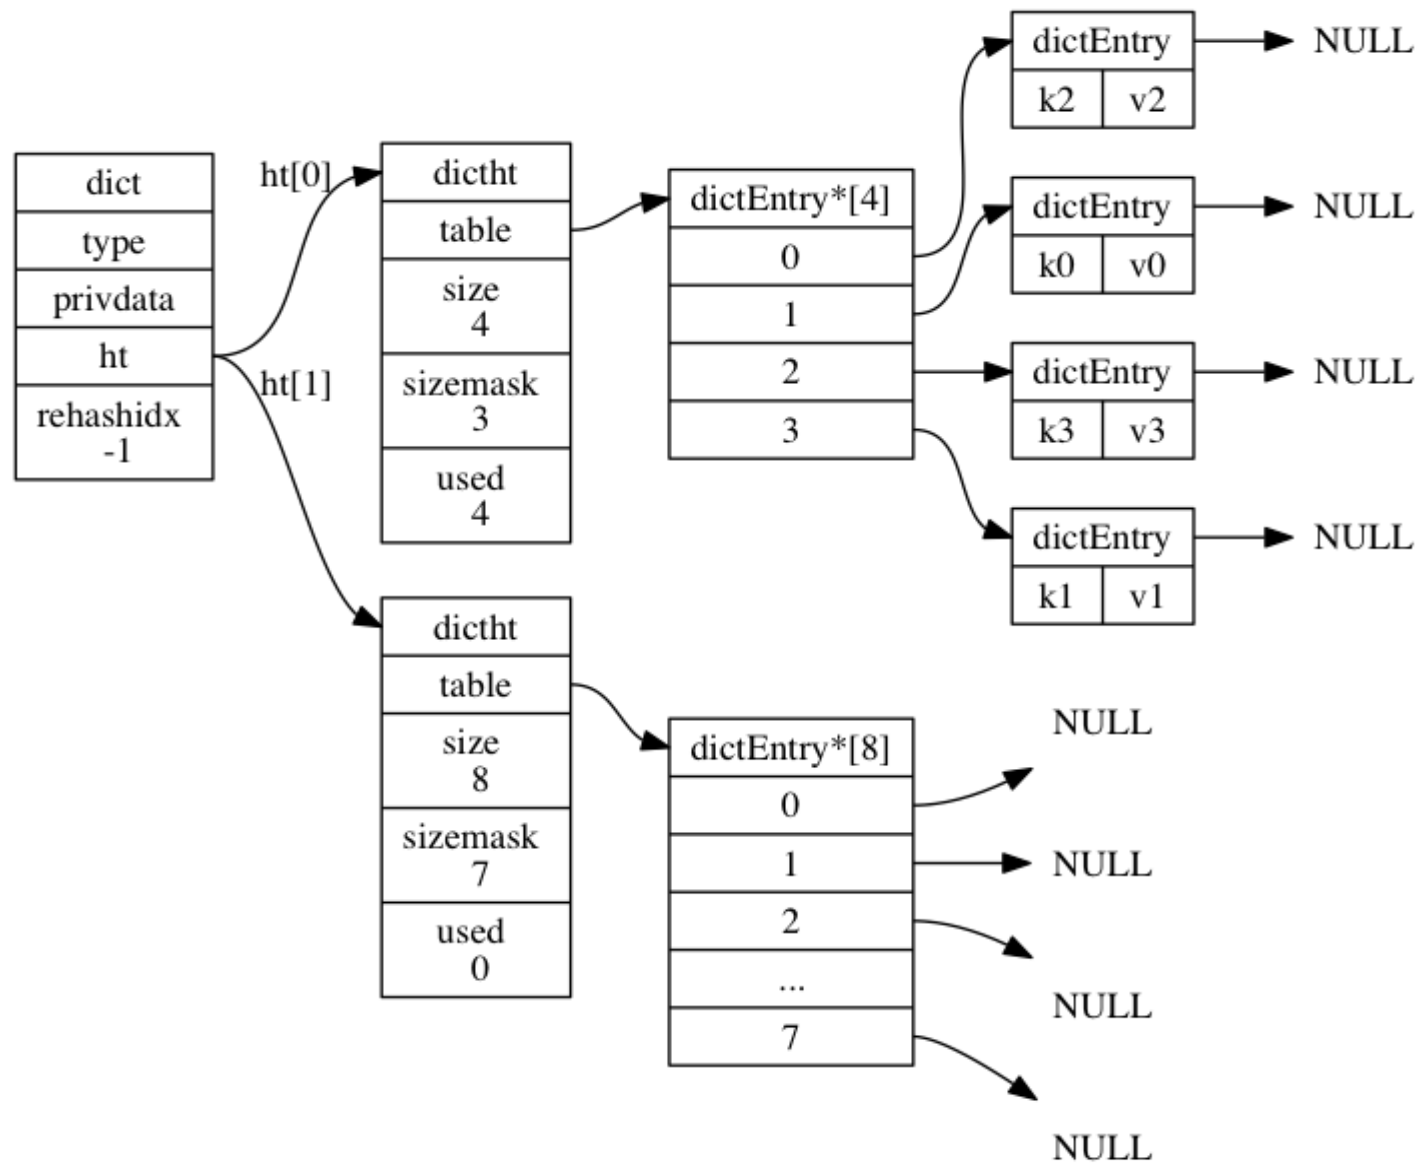 dict
type
privdata
ht
rehashidx
-1
ht[0]
ht[1]
dictht
table
size
4
sizemask
3
used
4
dictEntry*[4]
0
1
2
3
dictEntry
k2 v2
NULL
dictEntry
k0 v0
NULL
dictEntry
k3 v3
NULL
dictEntry
k1 v1
NULL
dictht
table
size
8
sizemask
7
used
0
dictEntry*[8]
0
1
2
...
7
NULL
NULL
NULL
NULL